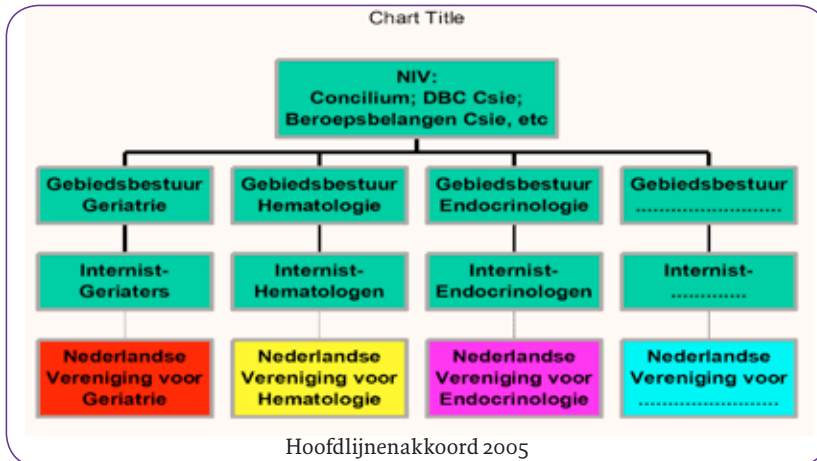 Chart Title
NIV:
Concilium; DBC Csie;
Beroepsbelangen Csie, etc
Gebiedsbestuur
Geriatrie
Gebiedsbestuur
Hematologie
Gebiedsbestuur
Endocrinologie
Gebiedsbestuur
..........................
Internist-
Geriaters
Internist-
Hematologen
Internist-
Endocrinologen
Internist-
.............
Nederlandse
Vereniging voor
Geriatrie
Nederlandse
Vereniging voor
Hematologie
Nederlandse
Vereniging voor
Endocrinologie
Nederlandse
Vereniging voor
.........................
Hoofdlijnenakkoord 2005